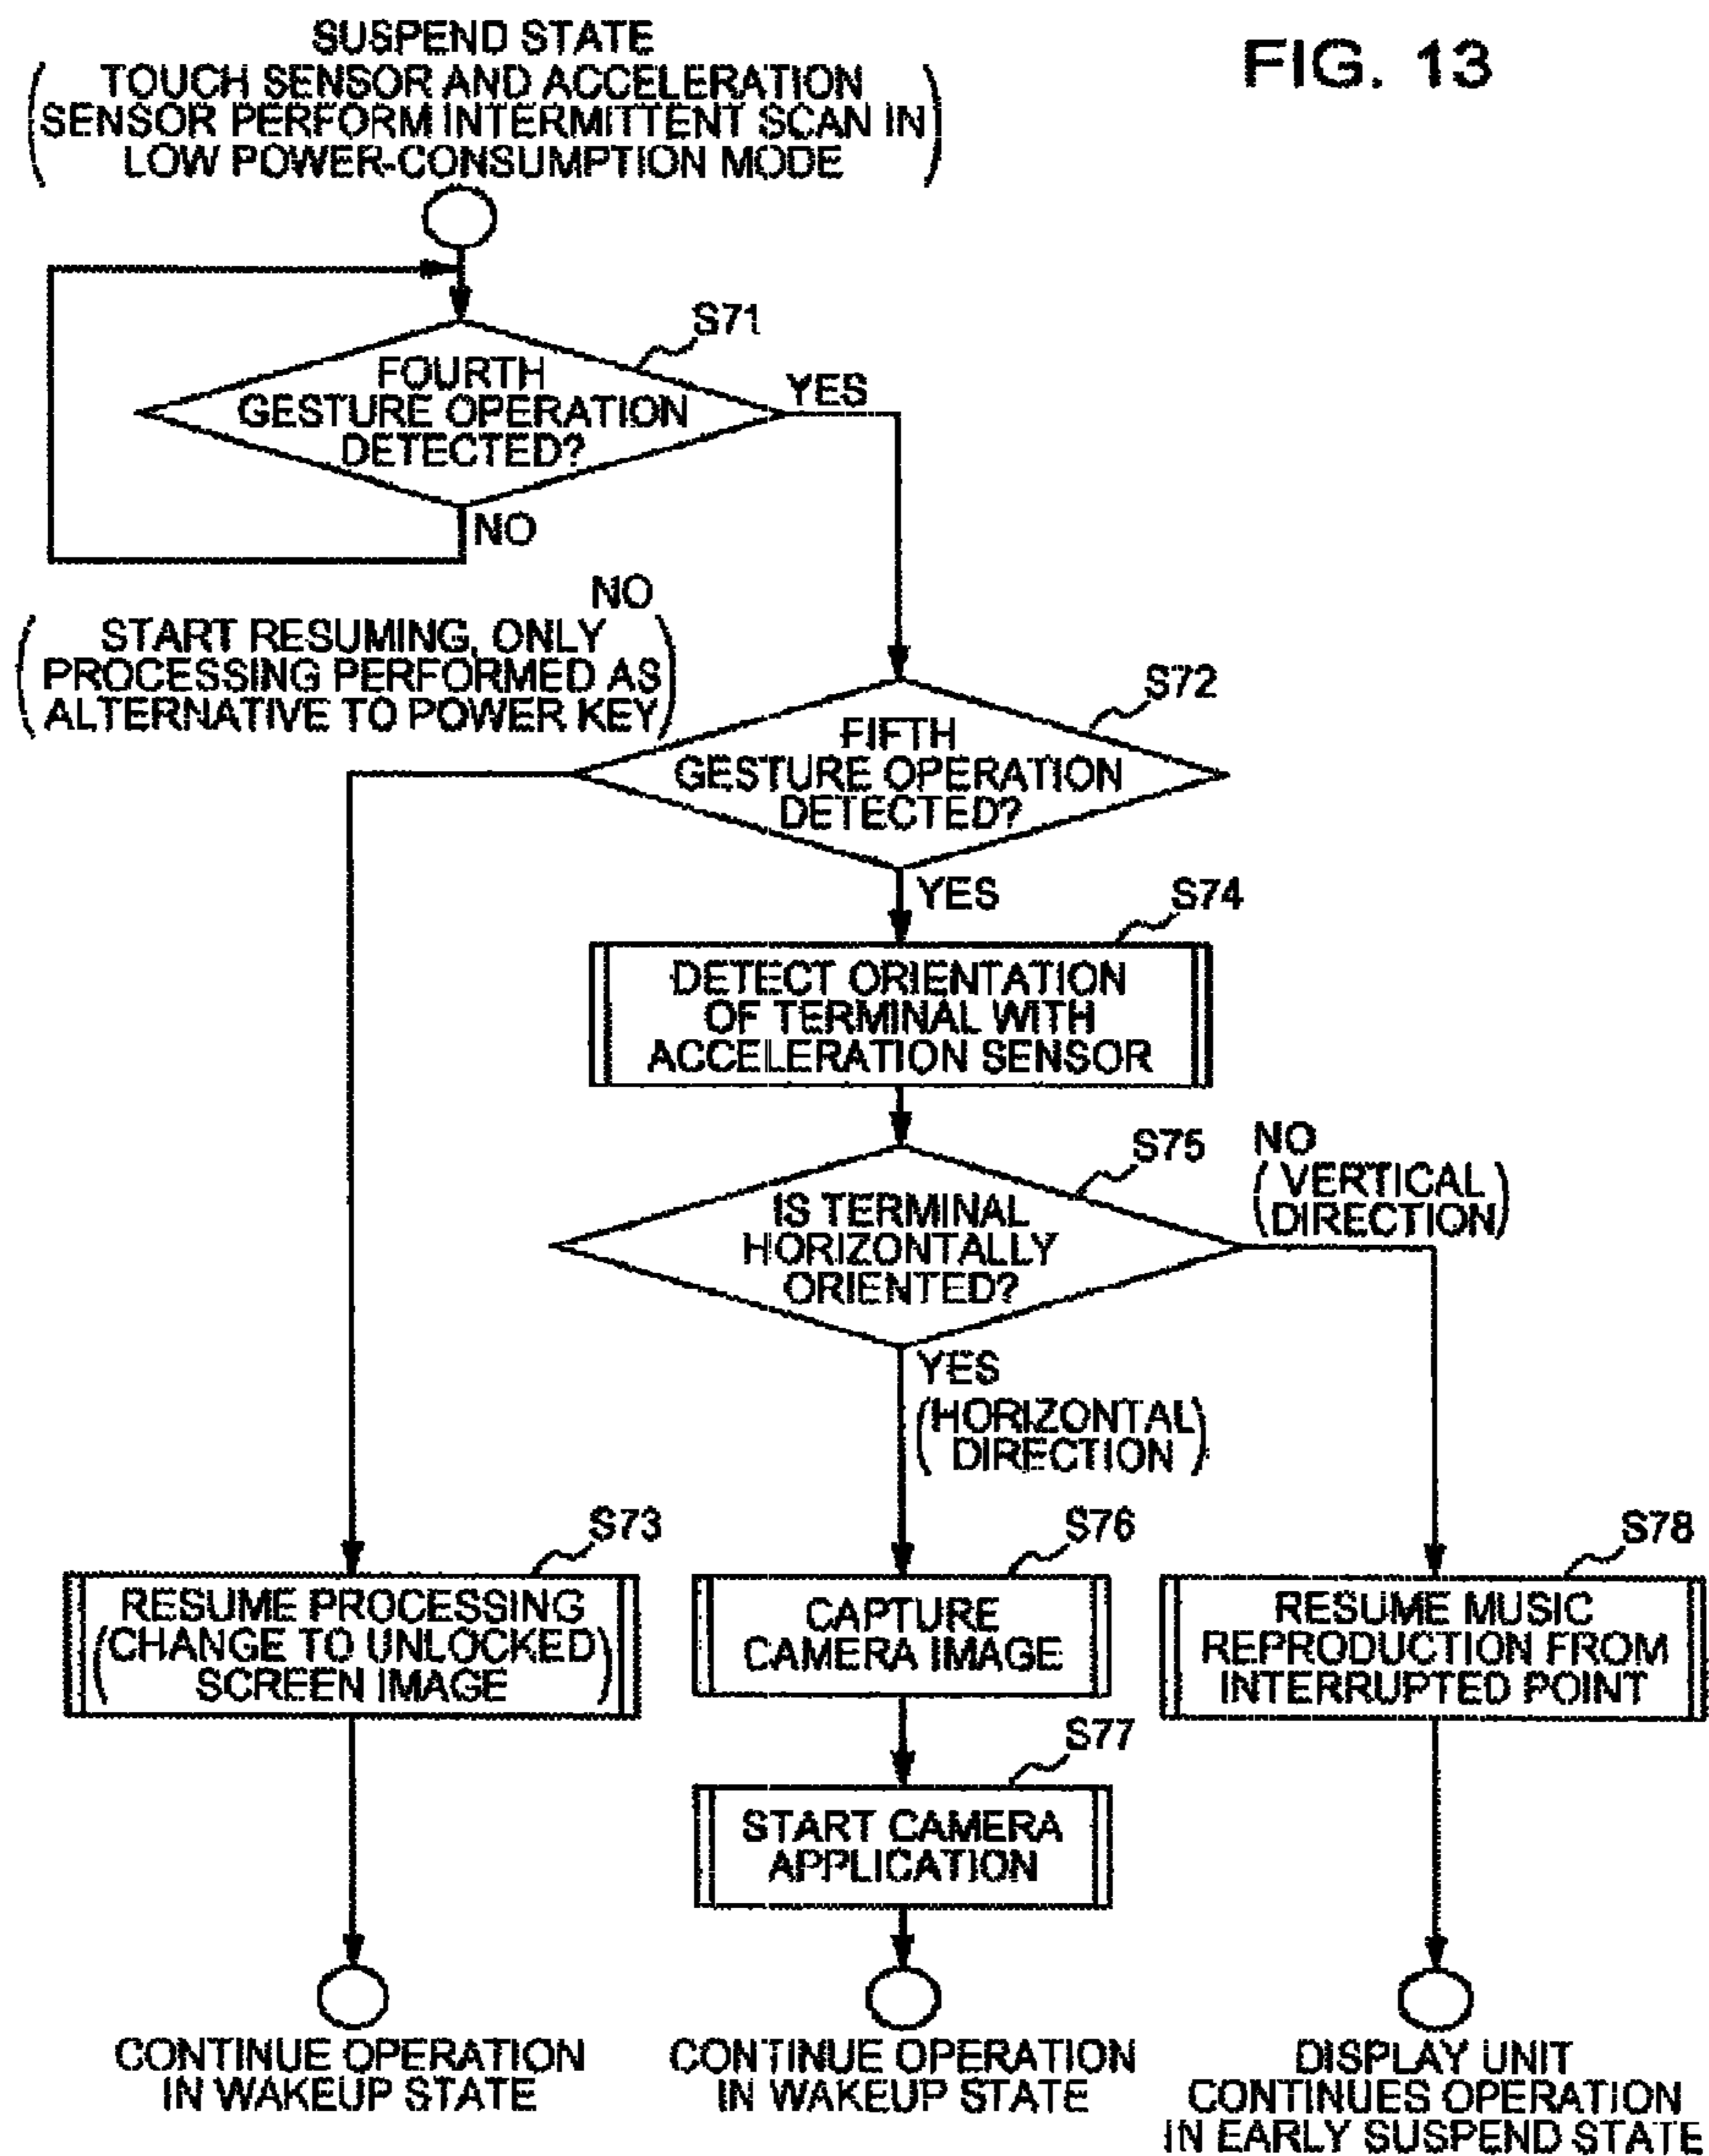 FIG. 13
SUSPEND STATE
(TOUCH SENSOR AND ACCELERATION
SENSOR PERFORM INTERMITTENT SCAN IN
LOW POWER-CONSUMPTION MODE)
S71
FOURTH
GESTURE OPERATION
DETECTED?
YES
NO
NO
(START RESUMING, ONLY
PROCESSING PERFORMED AS
ALTERNATIVE TO POWER KEY)
S72
FIFTH
GESTURE OPERATION
DETECTED?
YES
S74
DETECT ORIENTATION
OF TERMINAL WITH
ACCELERATION SENSOR
S75
IS TERMINAL
HORIZONTALLY
ORIENTED?
NO
(VERTICAL
DIRECTION)
YES
(HORIZONTAL
DIRECTION)
S73
RESUME PROCESSING
(CHANGE TO UNLOCKED
SCREEN IMAGE)
S76
CAPTURE
CAMERA IMAGE
S78
RESUME MUSIC
REPRODUCTION FROM
INTERRUPTED POINT
S77
START CAMERA
APPLICATION
CONTINUE OPERATION
IN WAKEUP STATE
CONTINUE OPERATION
IN WAKEUP STATE
DISPLAY UNIT
CONTINUES OPERATION
IN EARLY SUSPEND STATE